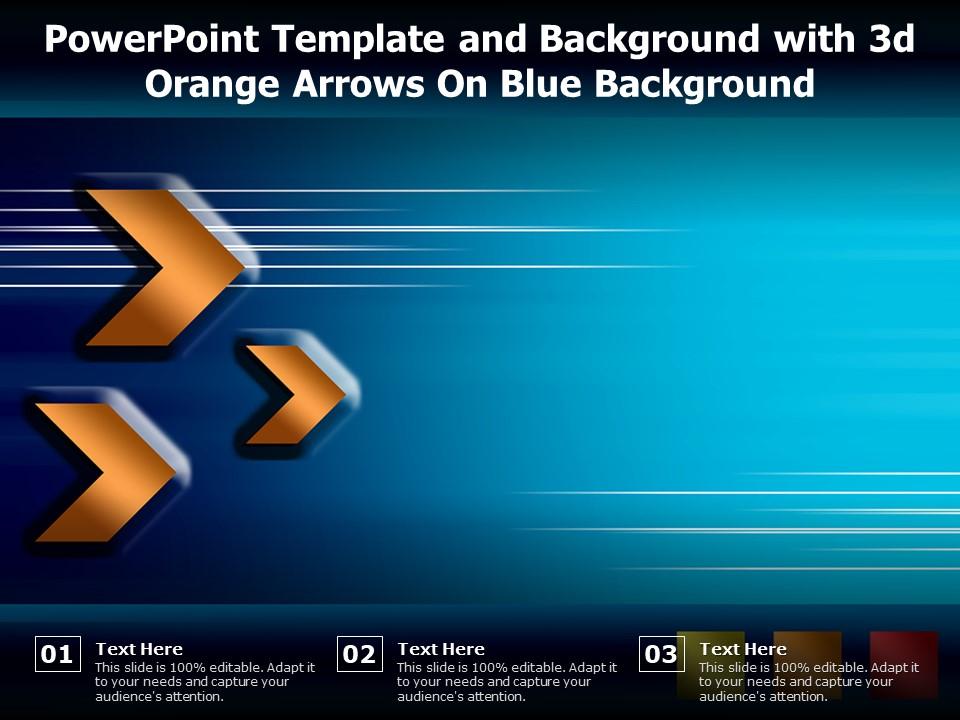 PowerPoint Template and Background with 3d
Orange Arrows On Blue Background
01
Text Here
This slide is 100% editable. Adapt it
to your needs and capture your
audience's attention.
02
Text Here
This slide is 100% editable. Adapt it
to your needs and capture your
audience's attention.
03
Text Here
This slide is 100% editable. Adapt it
to your needs and capture your
audience's attention.